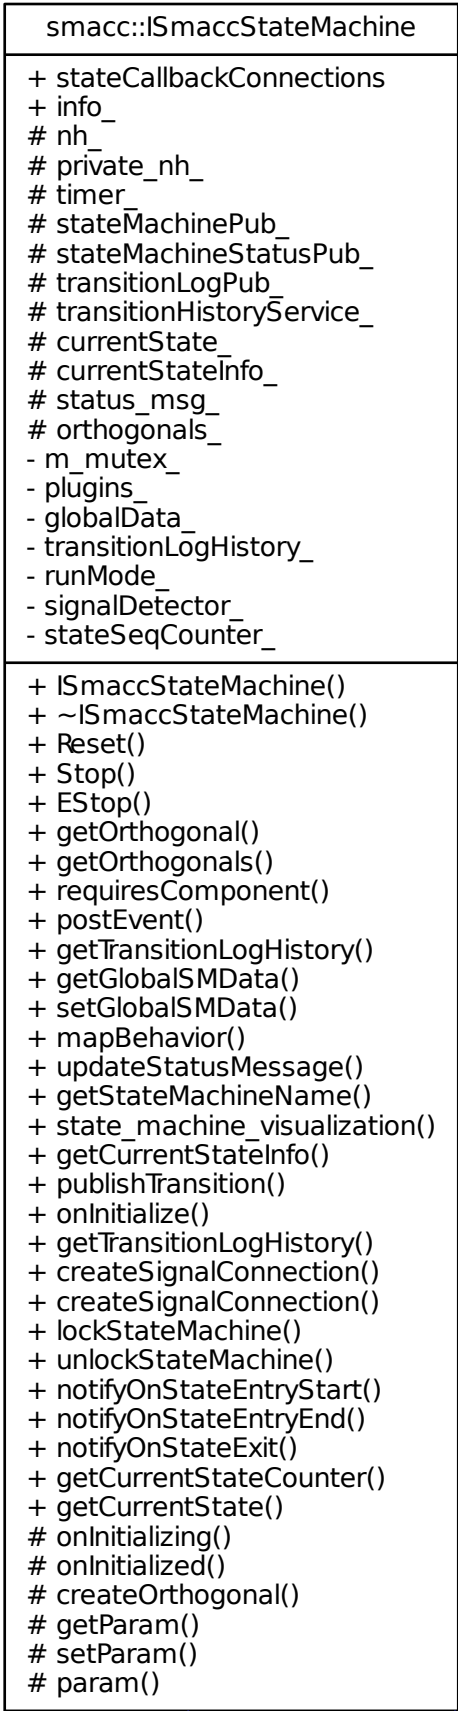 smacc::ISmaccStateMachine
+ stateCallbackConnections
+ info_
# nh_
# private_nh_
# timer_
# stateMachinePub_
# stateMachineStatusPub_
# transitionLogPub_
# transitionHistoryService_
# currentState_
# currentStateInfo_
# status_msg_
# orthogonals_
- m_mutex_
- plugins_
- globalData_
- transitionLogHistory_
- runMode_
- signalDetector_
- stateSeqCounter_
+ ISmaccStateMachine()
+ ~ISmaccStateMachine()
+ Reset()
+ Stop()
+ EStop()
+ getOrthogonal()
+ getOrthogonals()
+ requiresComponent()
+ postEvent()
+ getTransitionLogHistory()
+ getGlobalSMData()
+ setGlobalSMData()
+ mapBehavior()
+ updateStatusMessage()
+ getStateMachineName()
+ state_machine_visualization()
+ getCurrentStateInfo()
+ publishTransition()
+ onInitialize()
+ getTransitionLogHistory()
+ createSignalConnection()
+ createSignalConnection()
+ lockStateMachine()
+ unlockStateMachine()
+ notifyOnStateEntryStart()
+ notifyOnStateEntryEnd()
+ notifyOnStateExit()
+ getCurrentStateCounter()
+ getCurrentState()
# onInitializing()
# onInitialized()
# createOrthogonal()
# getParam()
# setParam()
# param()